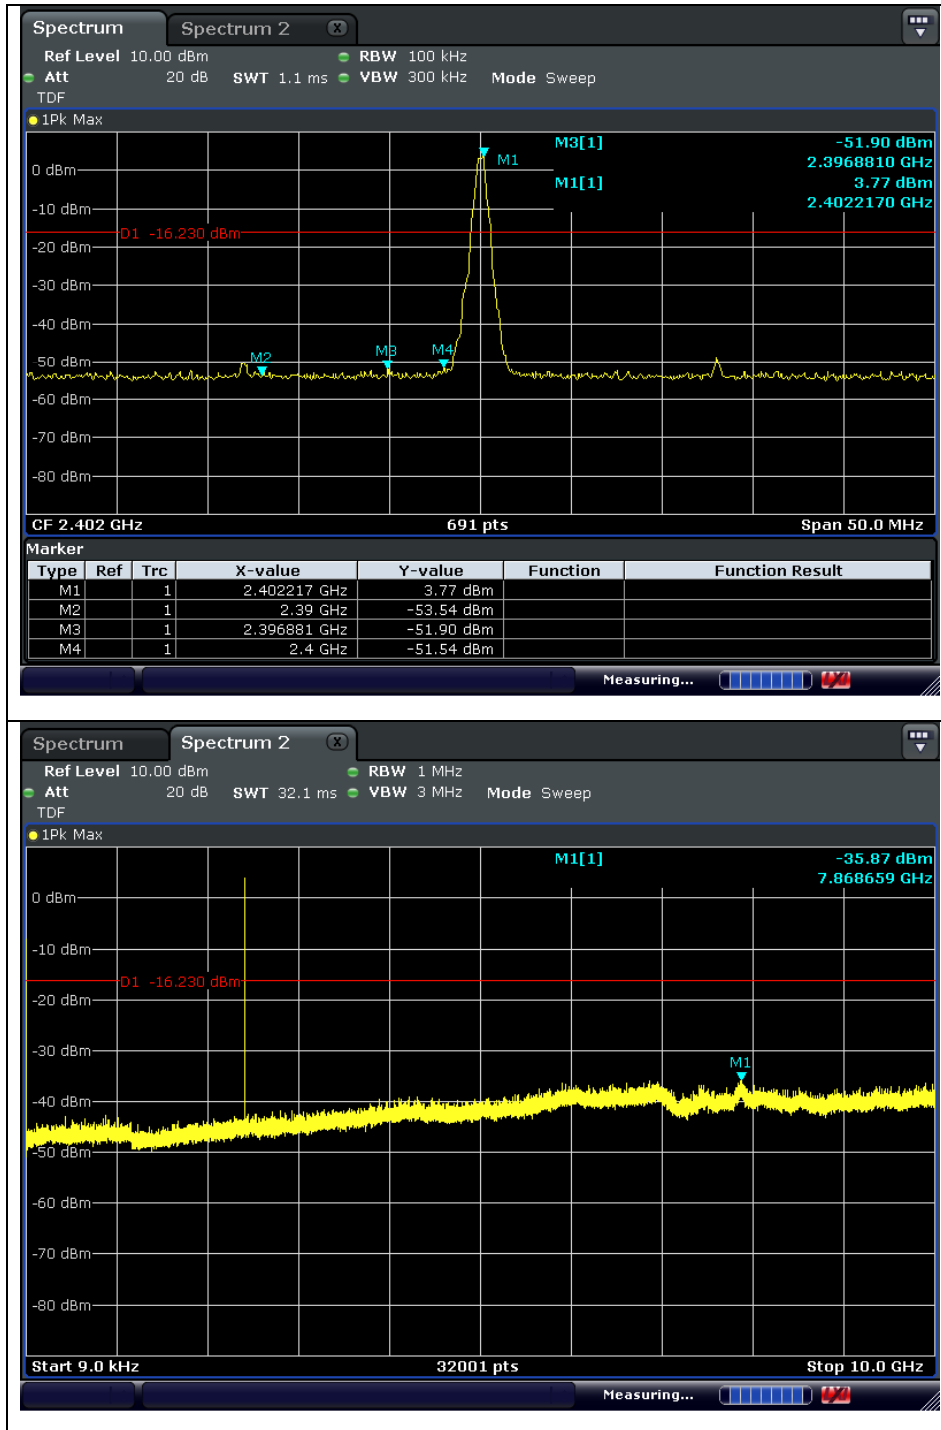 Spectrum Spectrum 2 X
Ref Level 10.00 dBm RBW 100 kHz
Att 20 dB SWT 1.1 ms VBW 300 kHz Mode Sweep
TDF
1Pk Max
M3[1] -51.90 dBm
2.3968810 GHz
M1[1] 3.77 dBm
2.4022170 GHz
M1
0 dBm
-10 dBm
D1 -16.230 dBm
-20 dBm
-30 dBm
-40 dBm
M2 M3 M4
-50 dBm
-60 dBm
-70 dBm
-80 dBm
CF 2.402 GHz 691 pts Span 50.0 MHz
Marker
Type Ref Trc X-value Y-value Function Function Result
M1 1 2.402217 GHz 3.77 dBm
M2 1 2.39 GHz -53.54 dBm
M3 1 2.396881 GHz -51.90 dBm
M4 1 2.4 GHz -51.54 dBm
Measuring...
Spectrum Spectrum 2 X
Ref Level 10.00 dBm RBW 1 MHz
Att 20 dB SWT 32.1 ms VBW 3 MHz Mode Sweep
TDF
1Pk Max
M1[1] -35.87 dBm
7.868659 GHz
0 dBm
-10 dBm
D1 -16.230 dBm
-20 dBm
-30 dBm
M1
-40 dBm
-50 dBm
-60 dBm
-70 dBm
-80 dBm
Start 9.0 kHz 32001 pts Stop 10.0 GHz
Measuring...